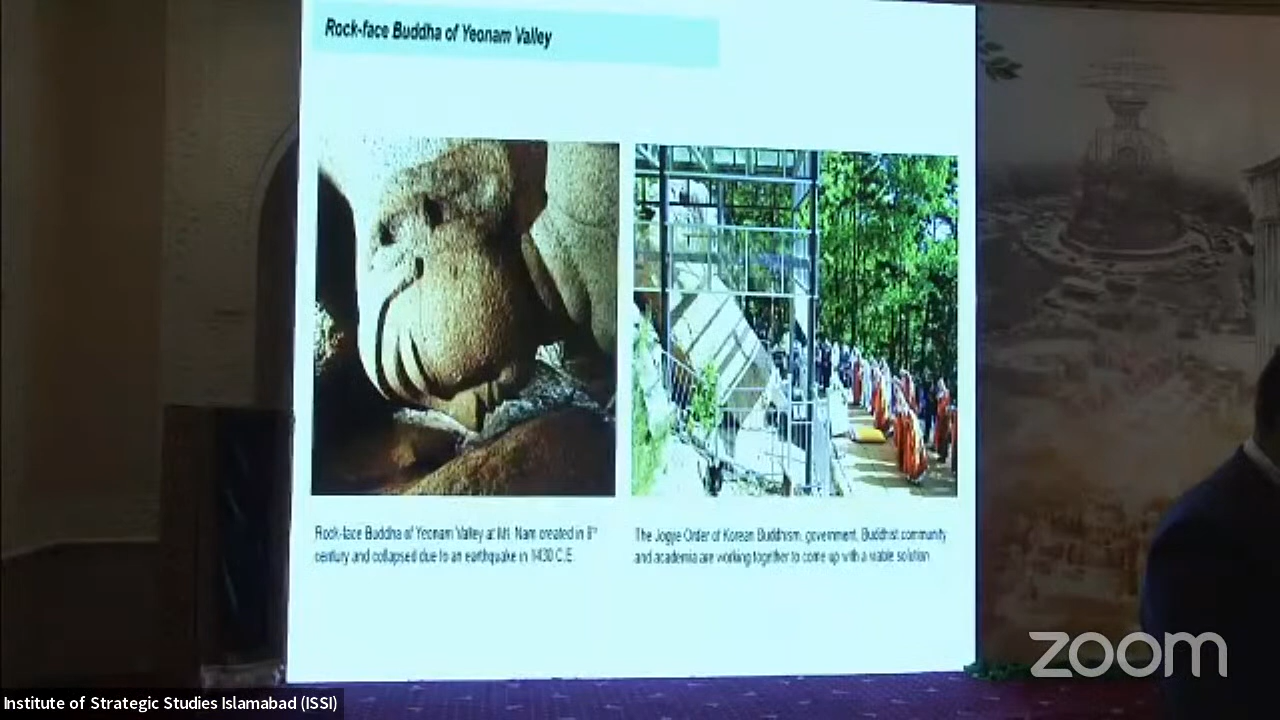 Rock-face Buddha of Yeonam Valley
Rock-face Buddha of Yeonam Valley at Mt. Nam created in 8th
century and collapsed due to an earthquake in 1430 C.E.
The Jogye Order of Korean Buddhism, government, Buddhist community
and academia are working together to come up with a viable solution.
zoom
Institute of Strategic Studies Islamabad (ISSI)